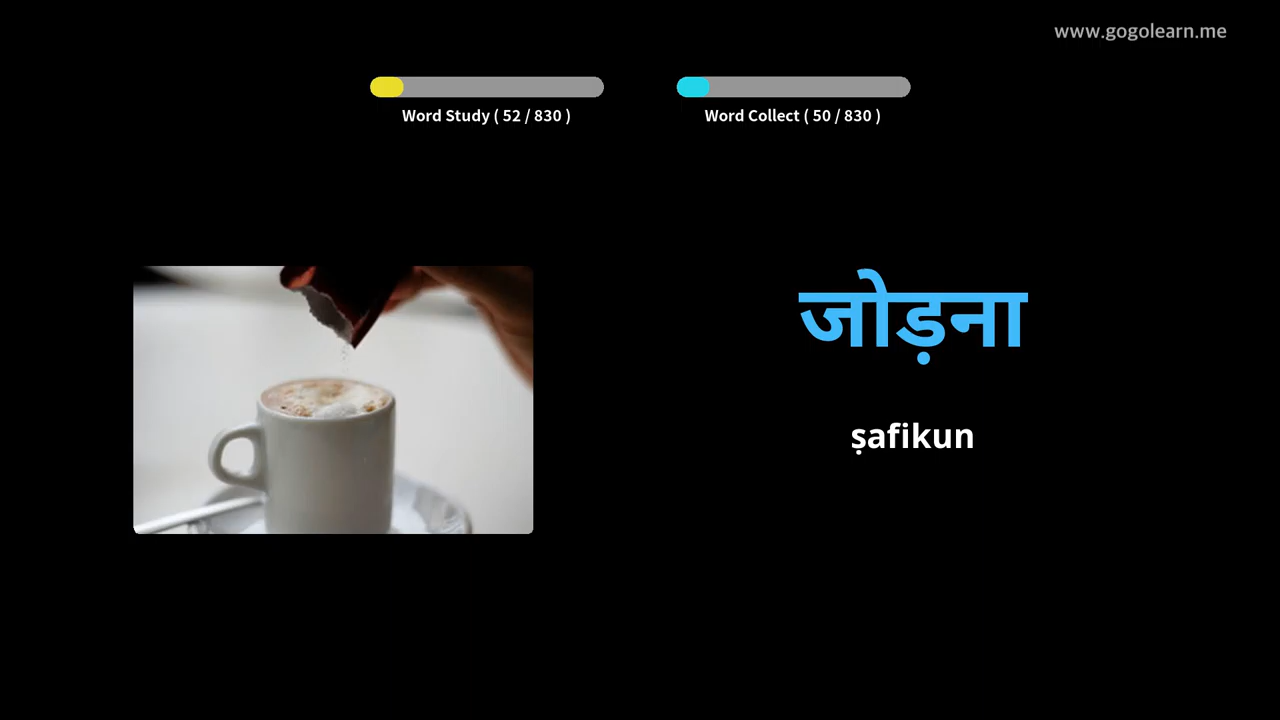 www.gogolearn.me
Word Study ( 52 / 830 )
Word Collect ( 50 / 830 )
जोड़ना
ṣafikun